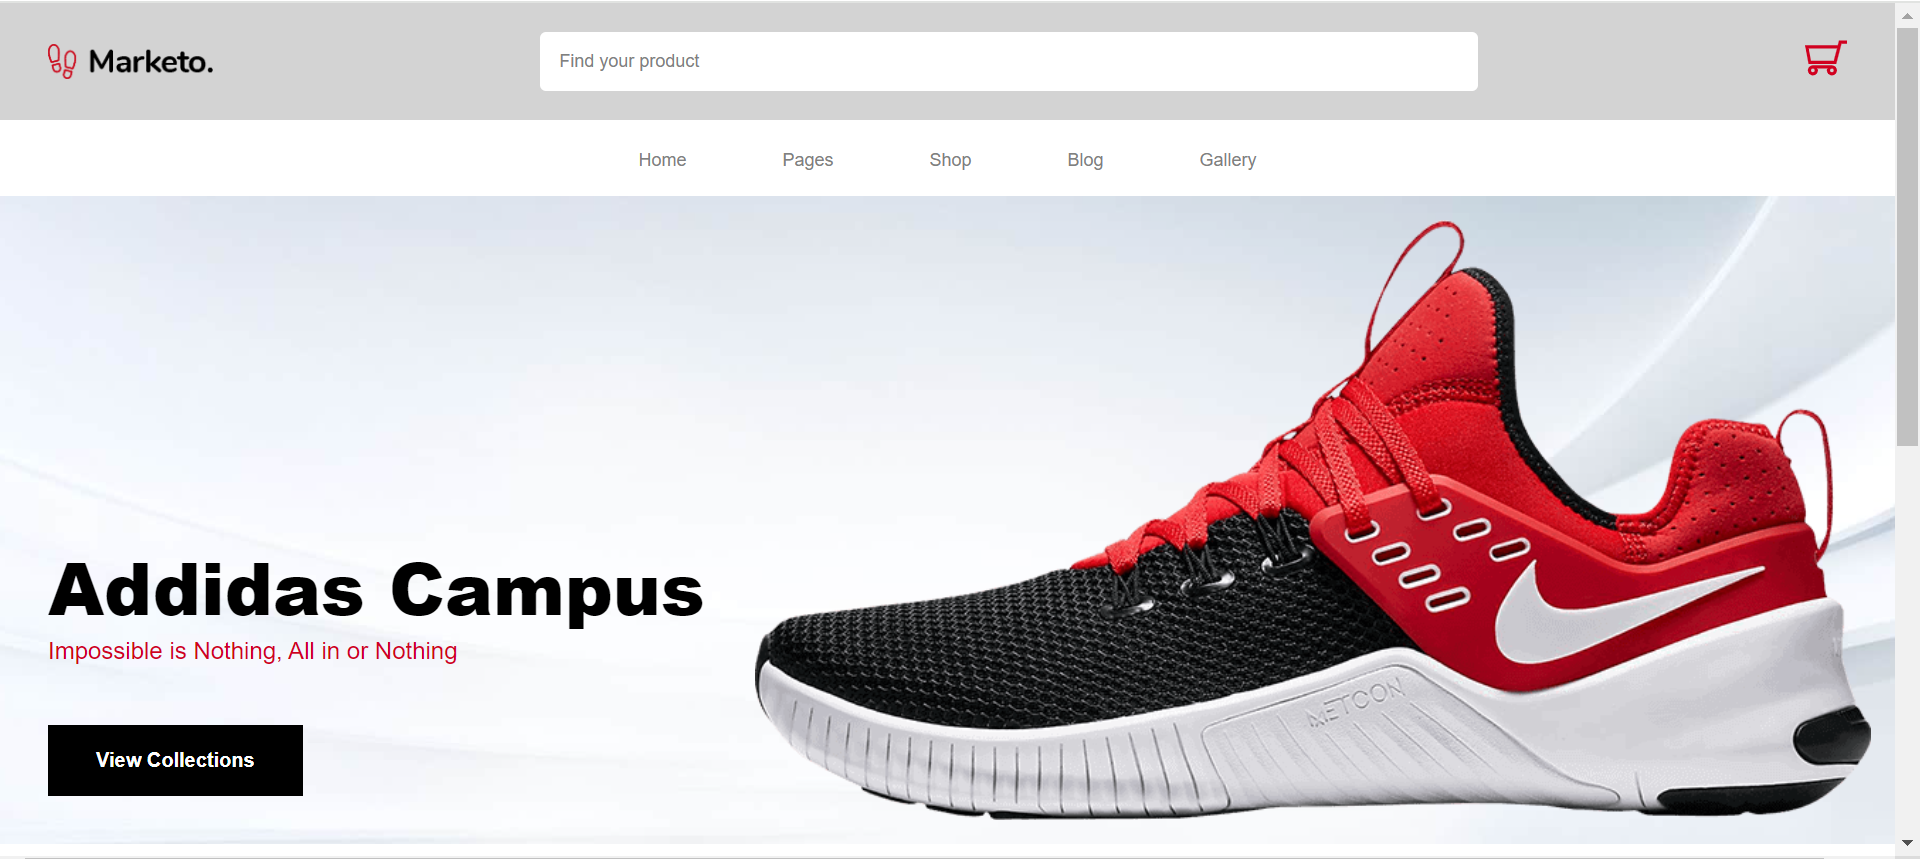 Marketo.
Find your product
Home Pages Shop Blog Gallery
Addidas Campus
Impossible is Nothing, All in or Nothing
View Collections
METCON